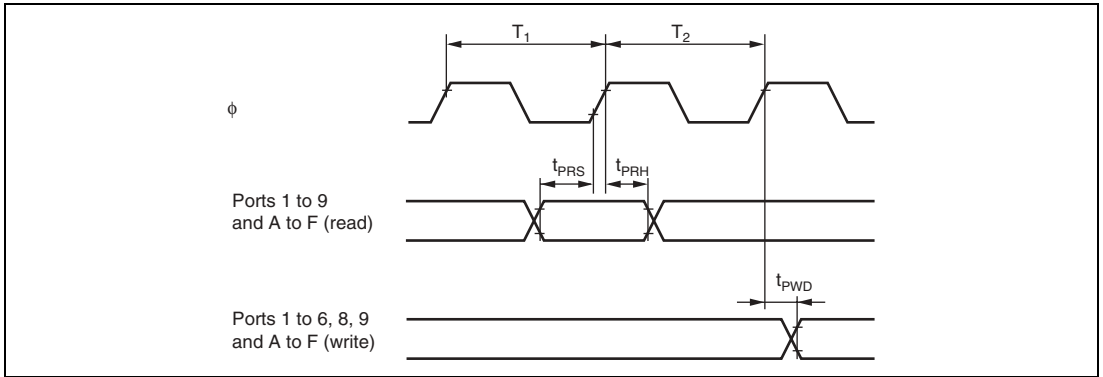 T1
T2
ϕ
tPRS
tPRH
Ports 1 to 9
and A to F (read)
tPWD
Ports 1 to 6, 8, 9
and A to F (write)